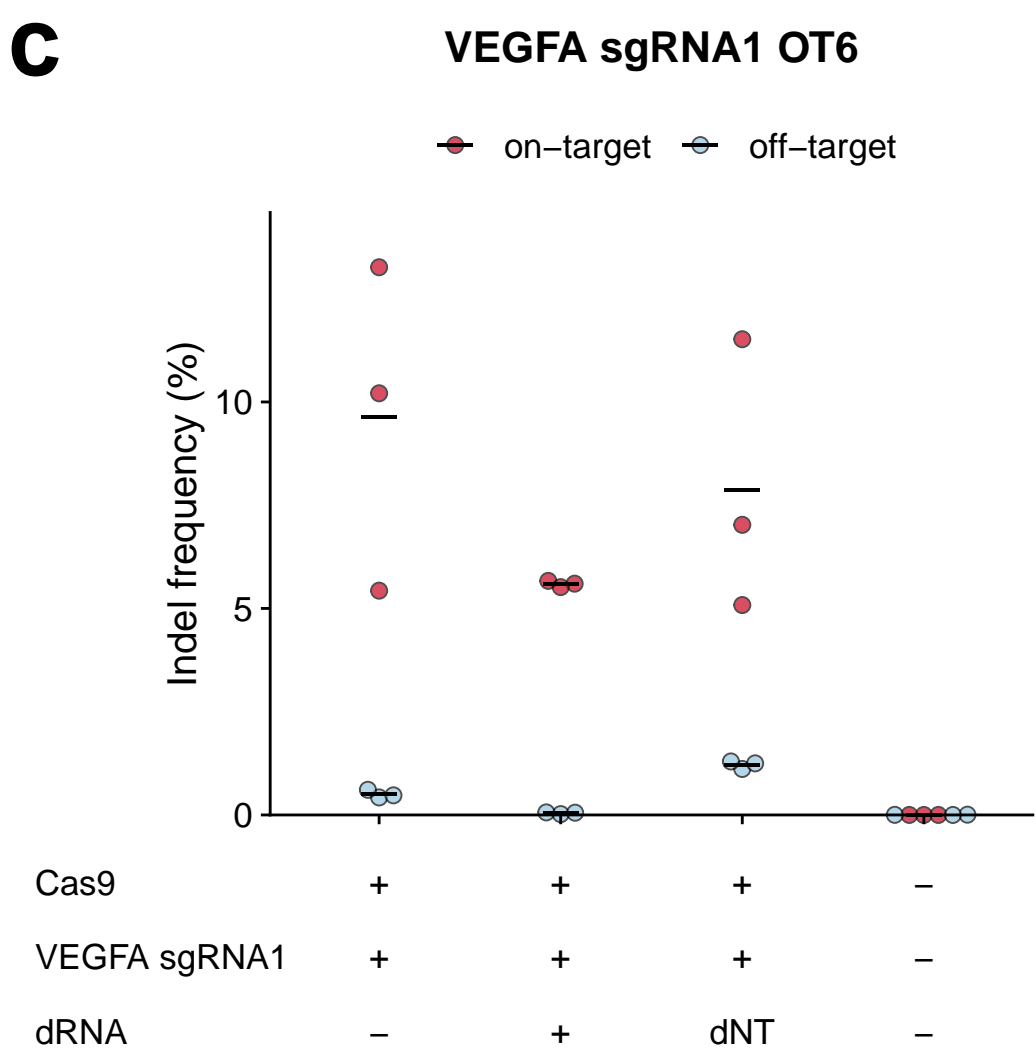 C
VEGFA sgRNA1 OT6
on−target off−target
Indel frequency (%)
10
5
0
Cas9 + + + −
VEGFA sgRNA1 + + + −
dRNA − + dNT −